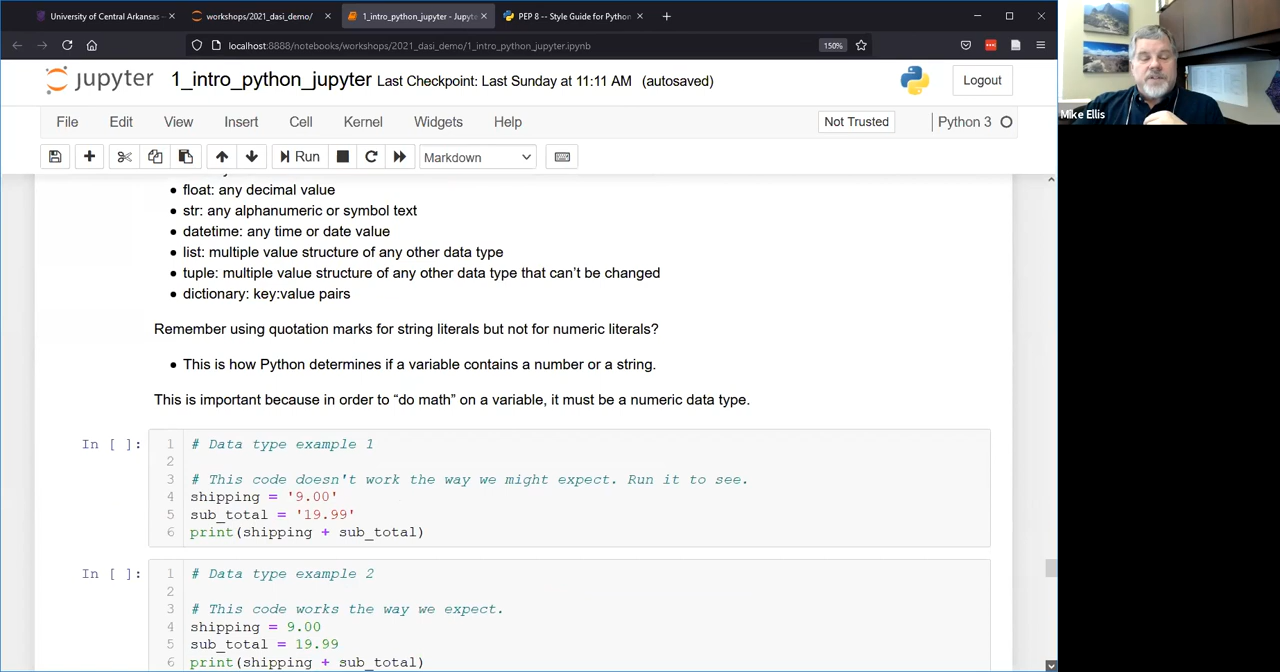 University of Central Arkansas
workshops/2021_dasi_demo/
1_intro_python_jupyter - Jupyte
PEP 8 -- Style Guide for Python
localhost:8888/notebooks/workshops/2021_dasi_demo/1_intro_python_jupyter.ipynb
150%
jupyter 1_intro_python_jupyter Last Checkpoint: Last Sunday at 11:11 AM (autosaved)
Logout
File Edit View Insert Cell Kernel Widgets Help
Not Trusted
Python 3
Run
Markdown
Mike Ellis
• float: any decimal value
• str: any alphanumeric or symbol text
• datetime: any time or date value
• list: multiple value structure of any other data type
• tuple: multiple value structure of any other data type that can't be changed
• dictionary: key:value pairs
Remember using quotation marks for string literals but not for numeric literals?
• This is how Python determines if a variable contains a number or a string.
This is important because in order to “do math” on a variable, it must be a numeric data type.
In [ ]:
1 # Data type example 1
2
3 # This code doesn't work the way we might expect. Run it to see.
4 shipping = '9.00'
5 sub_total = '19.99'
6 print(shipping + sub_total)
In [ ]:
1 # Data type example 2
2
3 # This code works the way we expect.
4 shipping = 9.00
5 sub_total = 19.99
6 print(shipping + sub_total)